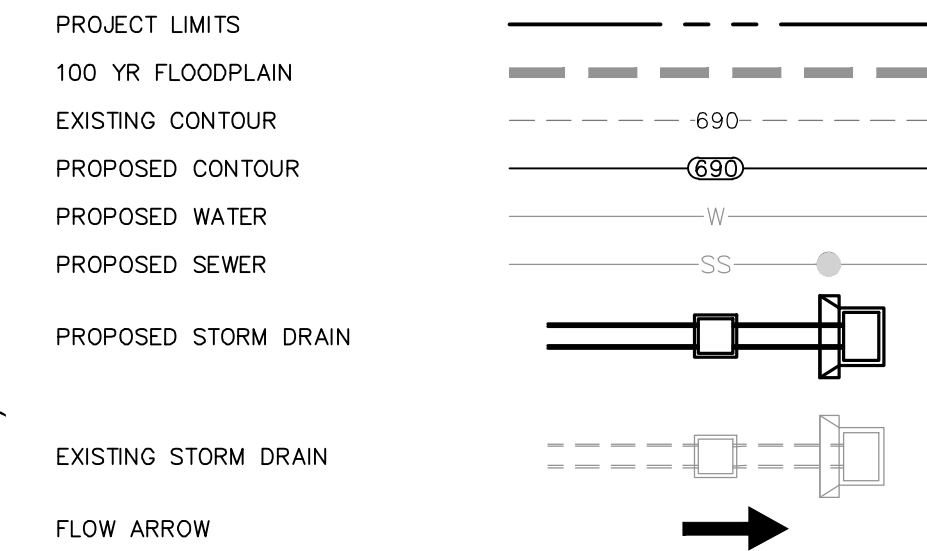 PROJECT LIMITS
100 YR FLOODPLAIN
EXISTING CONTOUR 690
PROPOSED CONTOUR 690
PROPOSED WATER W
PROPOSED SEWER SS
PROPOSED STORM DRAIN
EXISTING STORM DRAIN
FLOW ARROW